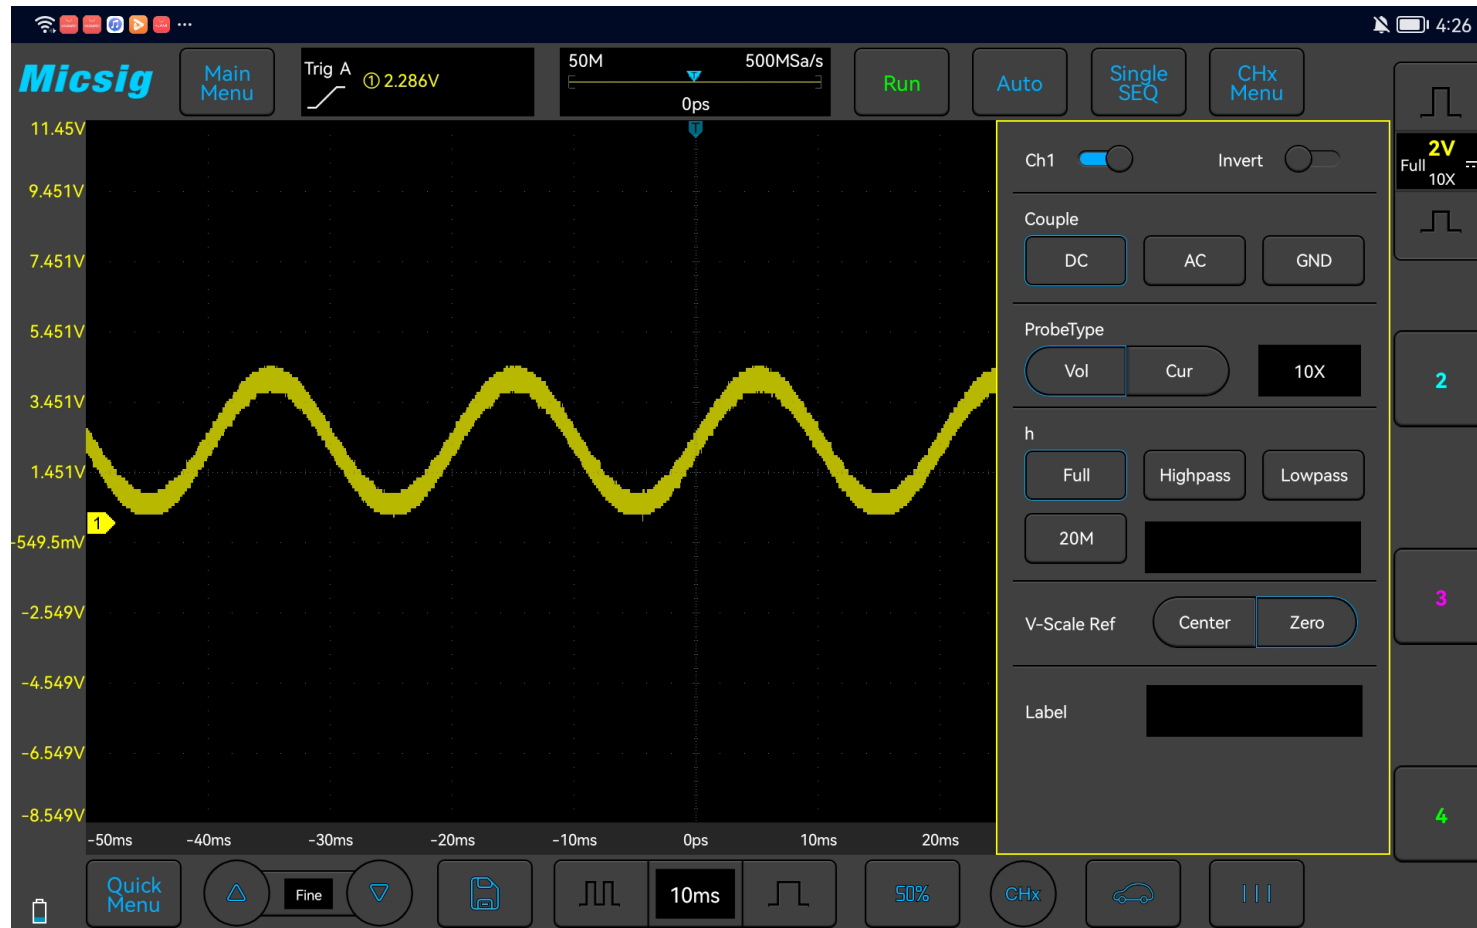 4:26
Micsig
Main
Menu
Trig A
① 2.286V
50M
500MSa/s
T
0ps
Run
Auto
Single
SEQ
CHx
Menu
11.45V
9.451V
7.451V
5.451V
3.451V
1.451V
-549.5mV
-2.549V
-4.549V
-6.549V
-8.549V
T
1
-50ms
-40ms
-30ms
-20ms
-10ms
0ps
10ms
20ms
Ch1
Invert
Couple
DC
AC
GND
ProbeType
Vol
Cur
10X
h
Full
Highpass
Lowpass
20M
V-Scale Ref
Center
Zero
Label
2V
Full
10X
2
3
4
Quick
Menu
Fine
10ms
50%
CHx